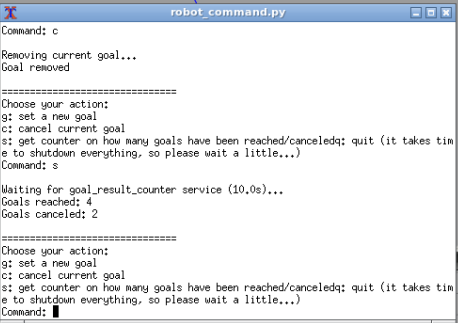 robot_command.py
Command: c
Removing current goal...
Goal removed
==============================
Choose your action:
g: set a new goal
c: cancel current goal
s: get counter on how many goals have been reached/canceledq: quit (it takes tim
e to shutdown everything, so please wait a little...)
Command: s
Waiting for goal_result_counter service (10.0s)...
Goals reached: 4
Goals canceled: 2
==============================
Choose your action:
g: set a new goal
c: cancel current goal
s: get counter on how many goals have been reached/canceledq: quit (it takes tim
e to shutdown everything, so please wait a little...)
Command: